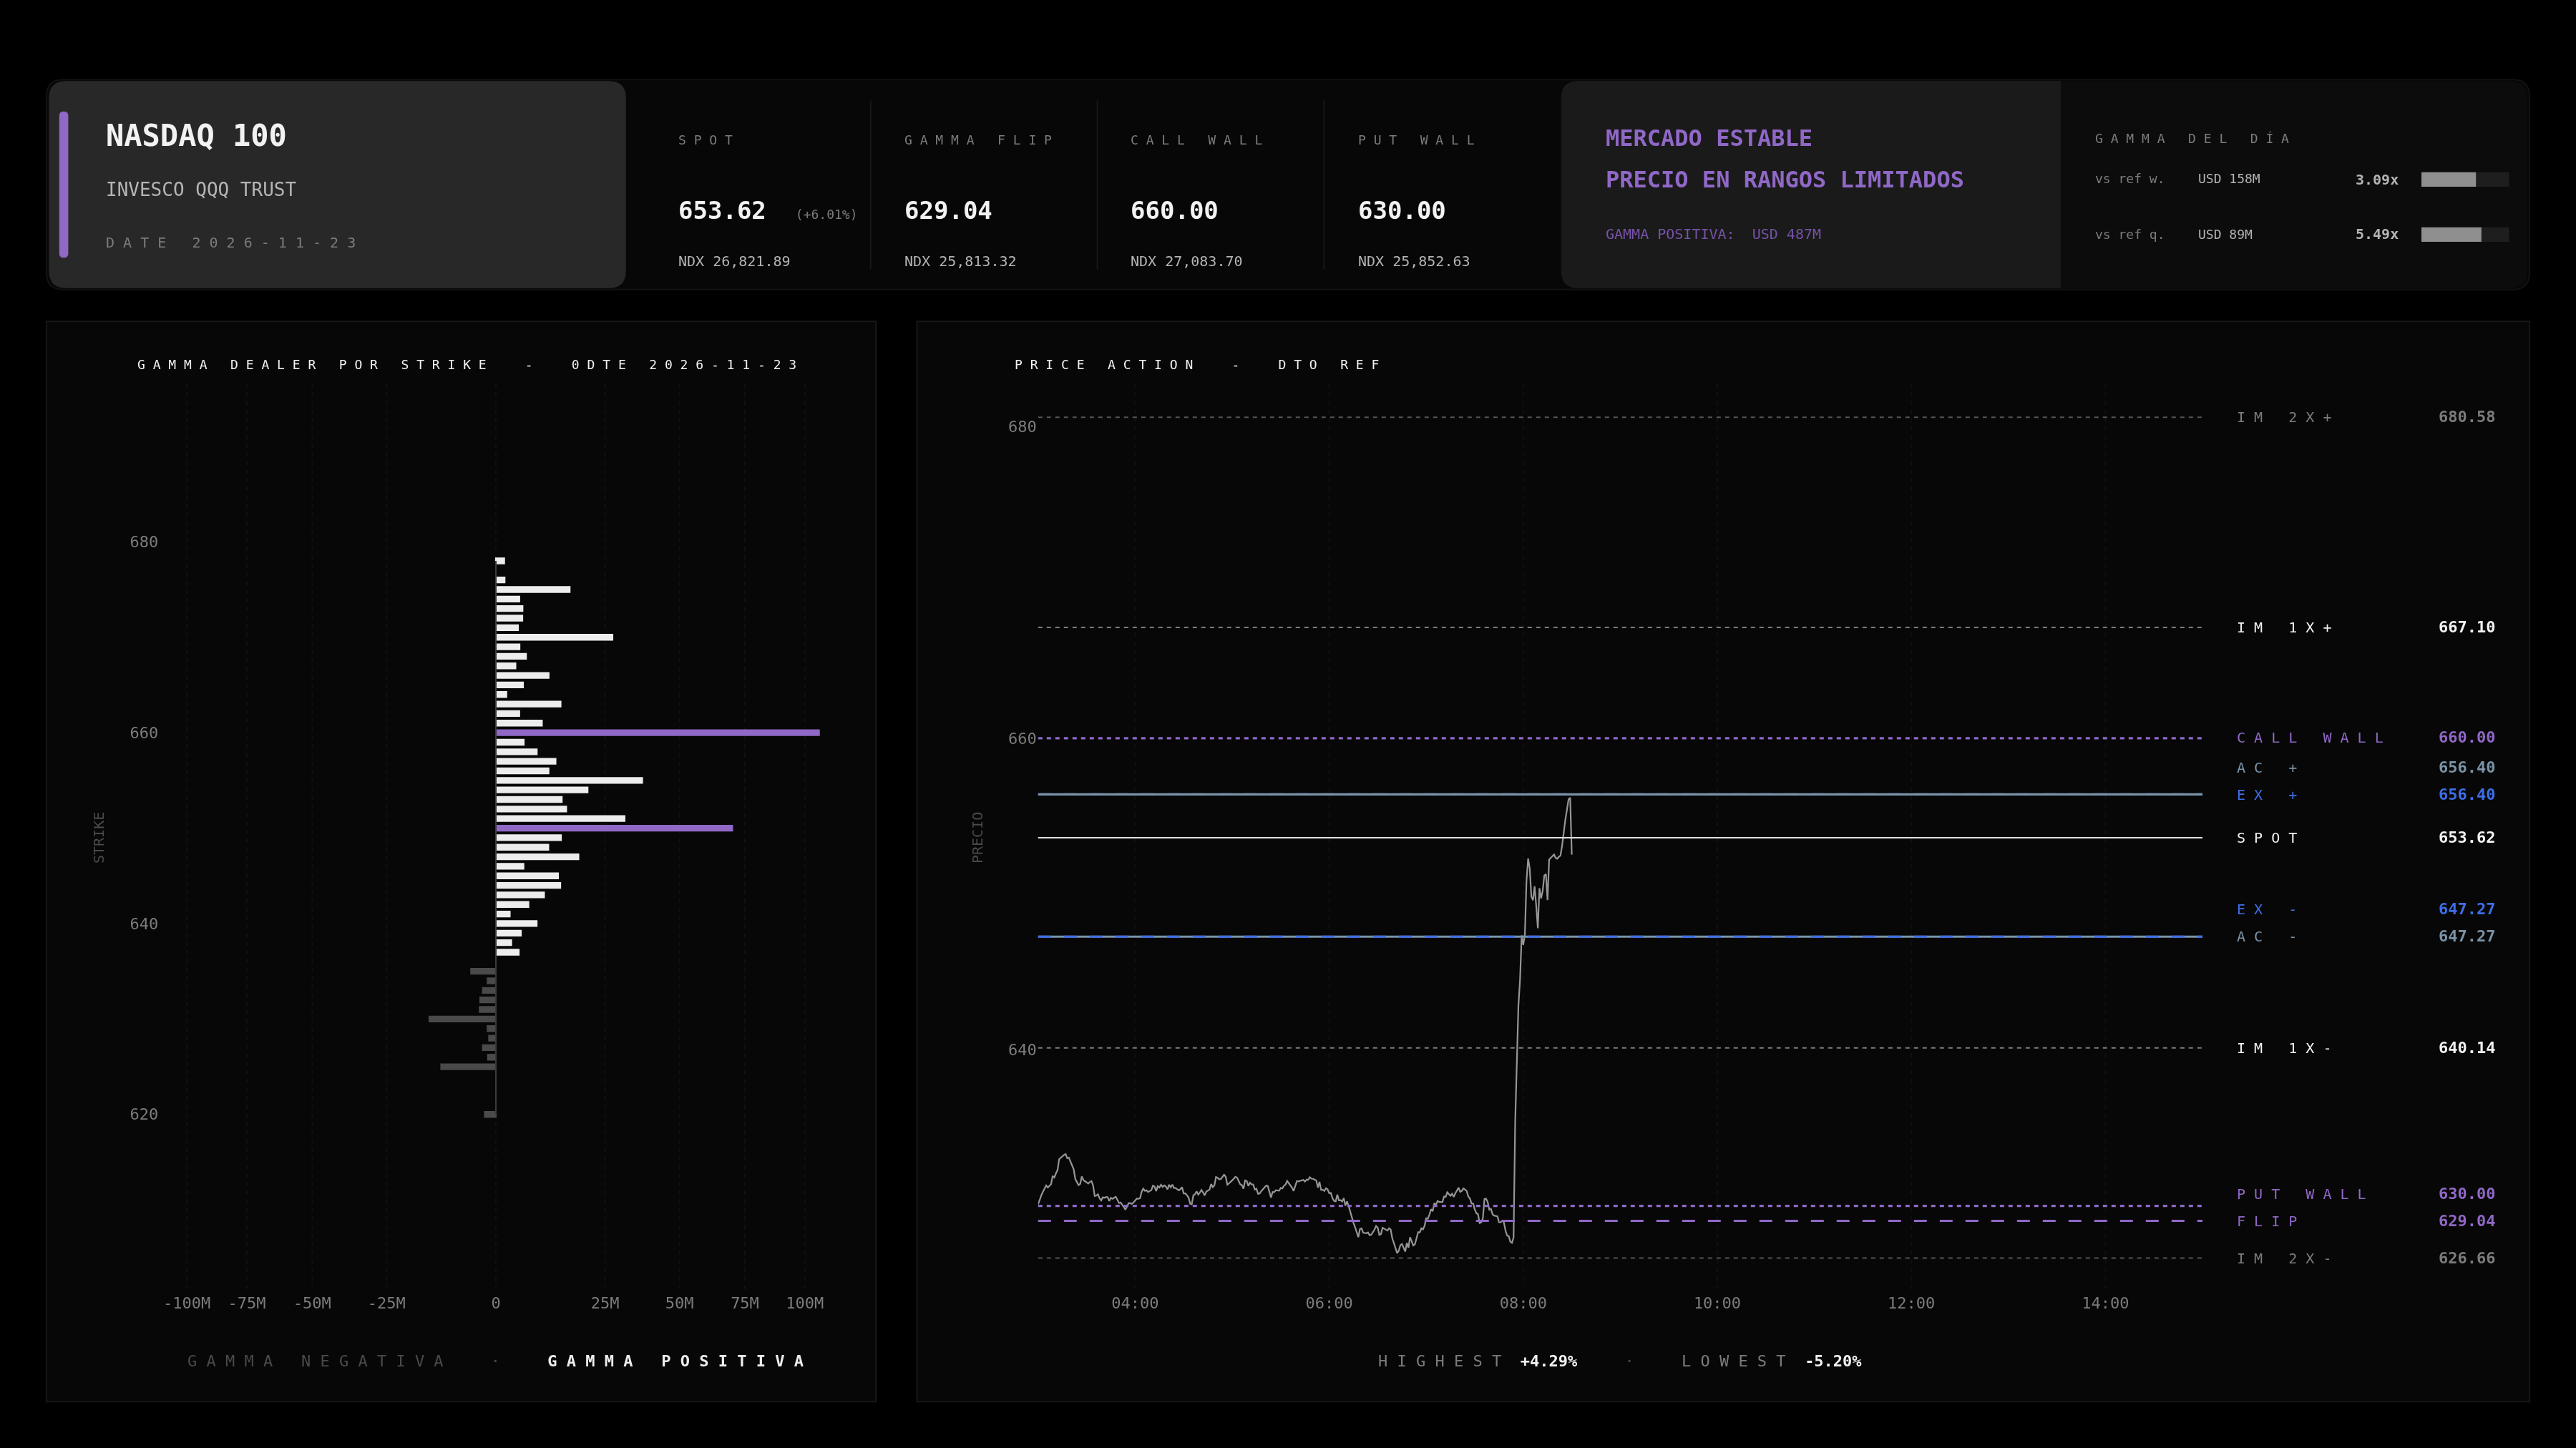 NASDAQ 100
INVESCO QQQ TRUST
DATE 2026-11-23
SPOT
653.62 (+6.01%)
NDX 26,821.89
GAMMA FLIP
629.04
NDX 25,813.32
CALL WALL
660.00
NDX 27,083.70
PUT WALL
630.00
NDX 25,852.63
MERCADO ESTABLE
PRECIO EN RANGOS LIMITADOS
GAMMA POSITIVA: USD 487M
GAMMA DEL DÍA
vs ref w. USD 158M 3.09x
vs ref q. USD 89M 5.49x
GAMMA DEALER POR STRIKE - 0DTE 2026-11-23
680
660
640
620
STRIKE
-100M -75M -50M -25M 0 25M 50M 75M 100M
GAMMA NEGATIVA · GAMMA POSITIVA
PRICE ACTION - DTO REF
680
660
640
PRECIO
IM 2X+ 680.58
IM 1X+ 667.10
CALL WALL 660.00
AC + 656.40
EX + 656.40
SPOT 653.62
EX - 647.27
AC - 647.27
IM 1X- 640.14
PUT WALL 630.00
FLIP 629.04
IM 2X- 626.66
04:00 06:00 08:00 10:00 12:00 14:00
HIGHEST +4.29% · LOWEST -5.20%